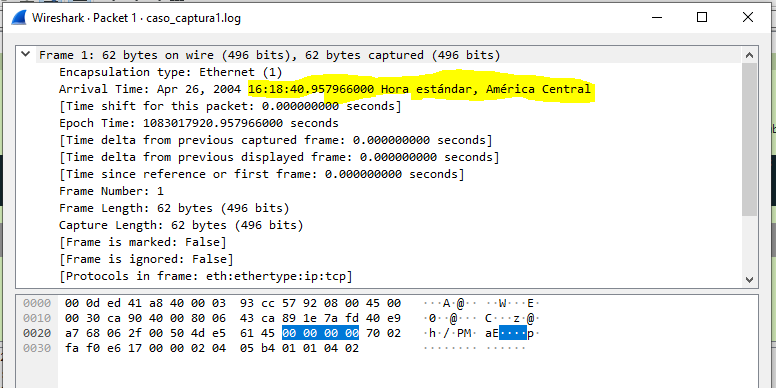 Wireshark · Packet 1 · caso_captura1.log
Frame 1: 62 bytes on wire (496 bits), 62 bytes captured (496 bits)
Encapsulation type: Ethernet (1)
Arrival Time: Apr 26, 2004 16:18:40.957966000 Hora estándar, América Central
[Time shift for this packet: 0.000000000 seconds]
Epoch Time: 1083017920.957966000 seconds
[Time delta from previous captured frame: 0.000000000 seconds]
[Time delta from previous displayed frame: 0.000000000 seconds]
[Time since reference or first frame: 0.000000000 seconds]
Frame Number: 1
Frame Length: 62 bytes (496 bits)
Capture Length: 62 bytes (496 bits)
[Frame is marked: False]
[Frame is ignored: False]
[Protocols in frame: eth:ethertype:ip:tcp]
0000 00 0d ed 41 a8 40 00 03 93 cc 57 92 08 00 45 00 ···A·@·· ··W···E·
0010 00 30 ca 90 40 00 80 06 43 ca 89 1e 7a fd 40 e9 ·0··@··· C···z·@·
0020 a7 68 06 2f 00 50 4d e5 61 45 00 00 00 00 70 02 ·h·/·PM· aE····p·
0030 fa f0 e6 17 00 00 02 04 05 b4 01 01 04 02 ········ ······